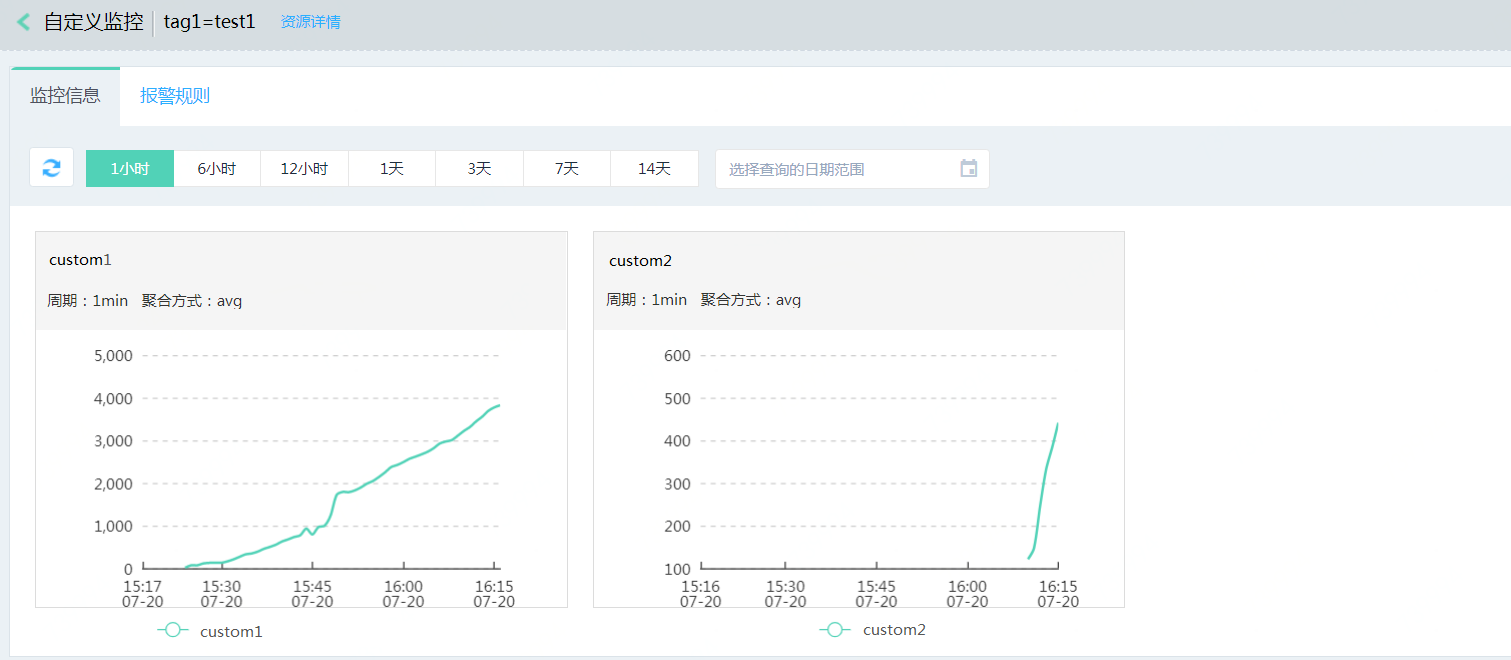 自定义监控 tag1=test1 资源详情
监控信息 报警规则
1小时 6小时 12小时 1天 3天 7天 14天 选择查询的日期范围
custom1
周期：1min 聚合方式：avg
5,000
4,000
3,000
2,000
1,000
0
15:17 15:30 15:45 16:00 16:15
07-20 07-20 07-20 07-20 07-20
custom1
custom2
周期：1min 聚合方式：avg
600
500
400
300
200
100
15:16 15:30 15:45 16:00 16:15
07-20 07-20 07-20 07-20 07-20
custom2